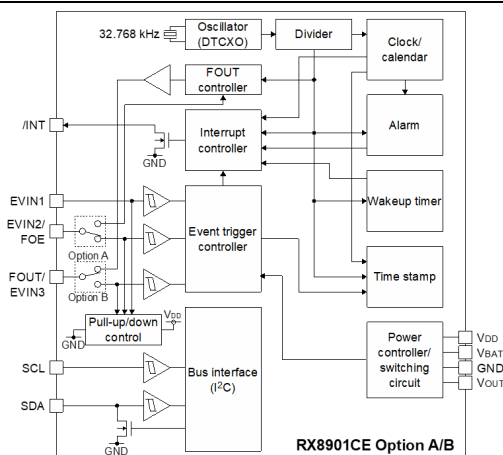 32.768 kHz
Oscillator
(DTCXO)
Divider
Clock/
calendar
FOUT
controller
/INT
GND
Interrupt
controller
Alarm
EVIN1
EVIN2/
FOE
Option A
FOUT/
EVIN3
Option B
Event trigger
controller
Wakeup timer
Time stamp
Pull-up/down
control
VDD
GND
SCL
SDA
GND
Bus interface
(I²C)
Power
controller/
switching
circuit
VDD
VBAT
GND
VOUT
RX8901CE Option A/B